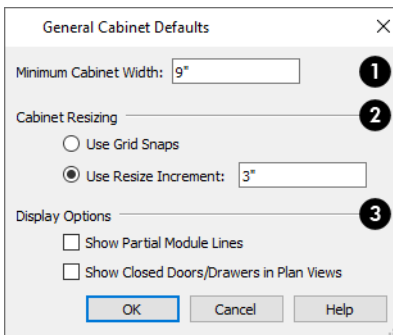 General Cabinet Defaults
Minimum Cabinet Width: 9" 1
Cabinet Resizing 2
Use Grid Snaps
Use Resize Increment: 3"
Display Options 3
Show Partial Module Lines
Show Closed Doors/Drawers in Plan Views
OK Cancel Help